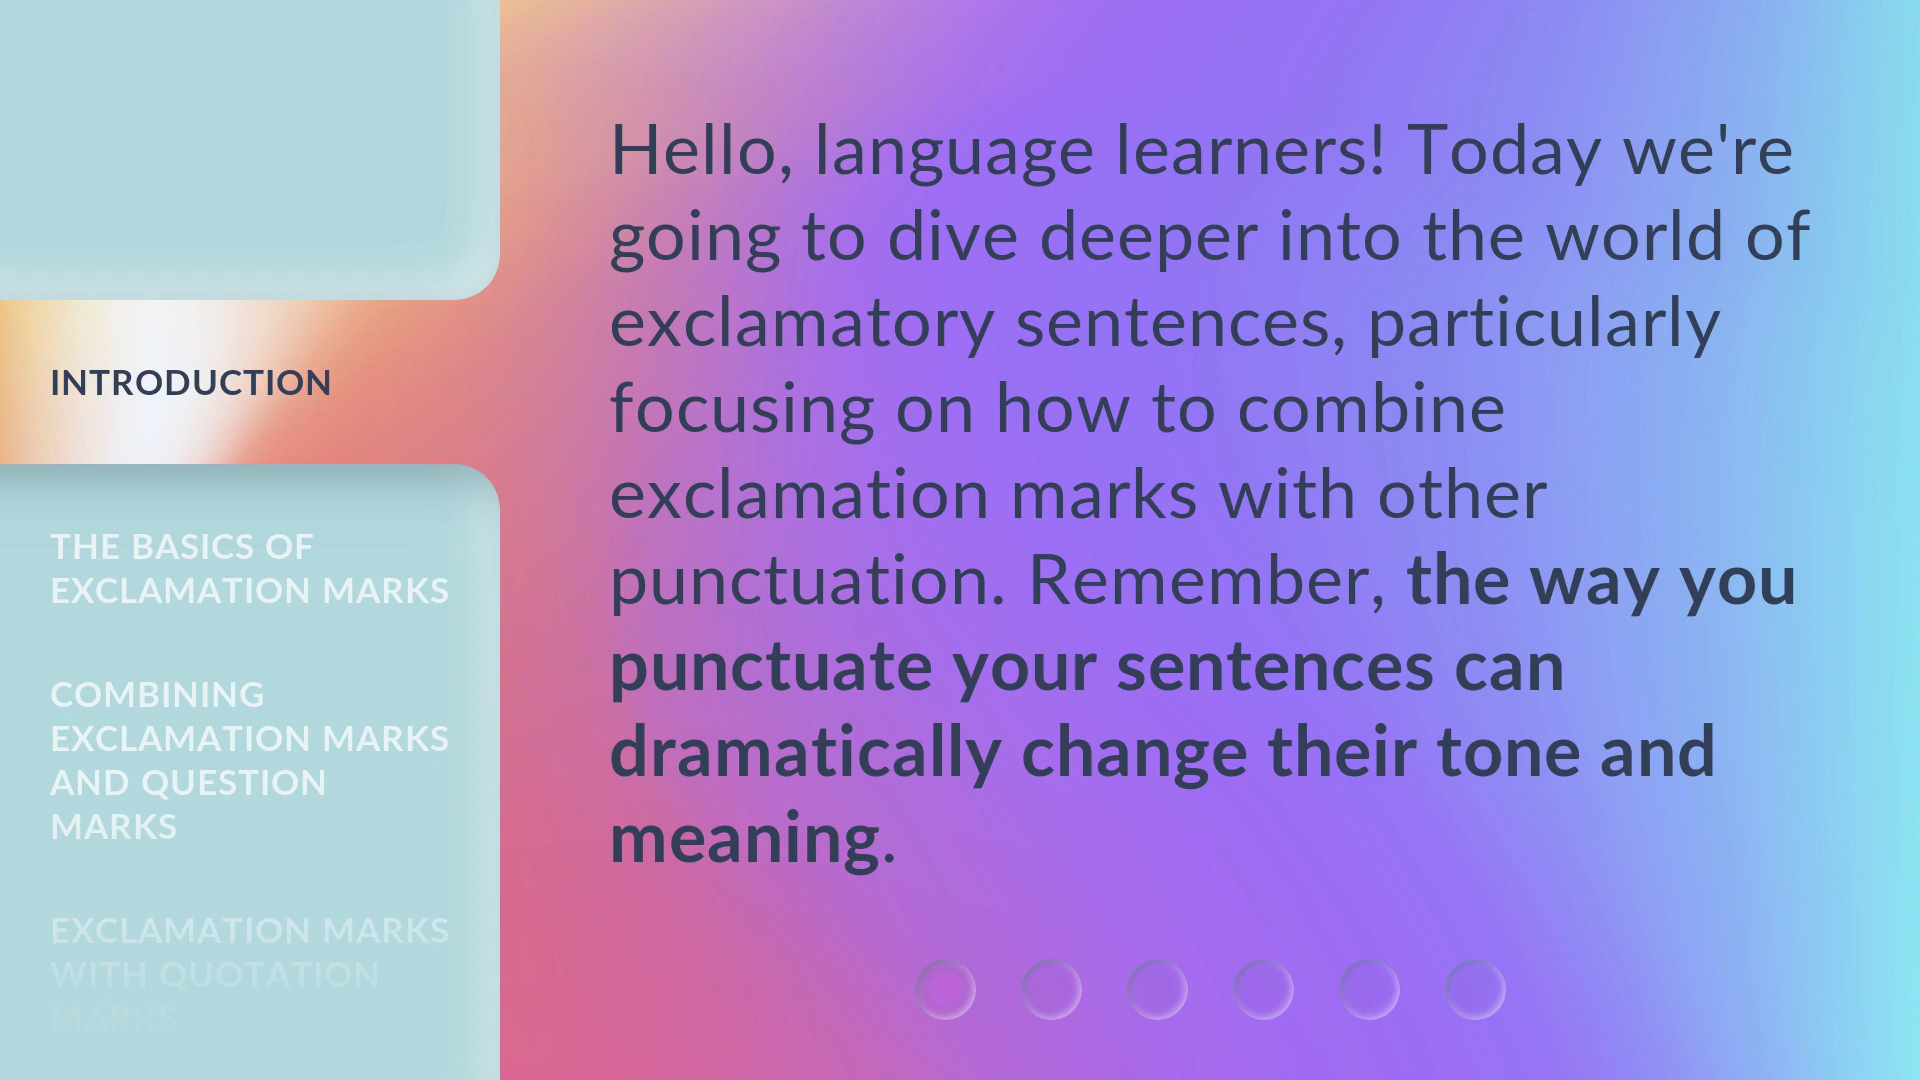 INTRODUCTION
THE BASICS OF
EXCLAMATION MARKS
COMBINING
EXCLAMATION MARKS
AND QUESTION
MARKS
EXCLAMATION MARKS
WITH QUOTATION
MARKS
Hello, language learners! Today we're
going to dive deeper into the world of
exclamatory sentences, particularly
focusing on how to combine
exclamation marks with other
punctuation. Remember, the way you
punctuate your sentences can
dramatically change their tone and
meaning.